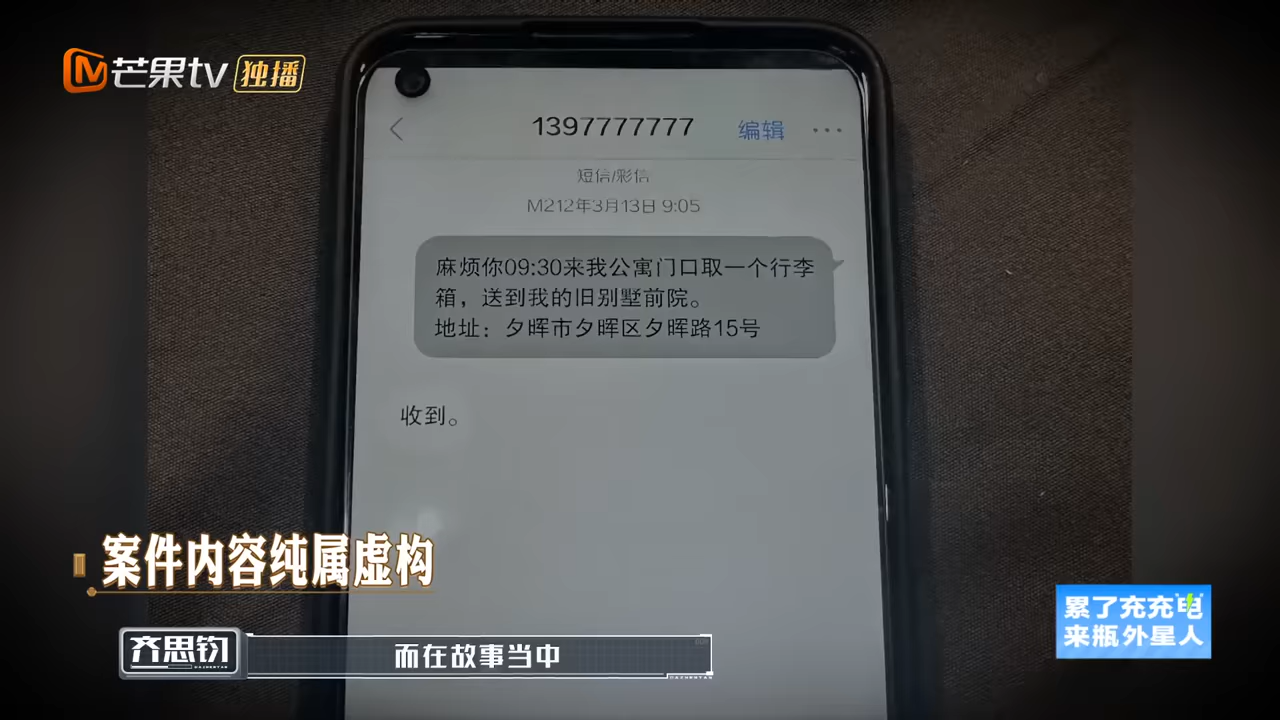 芒果tv 独播
1397777777
编辑
短信/彩信
M212年3月13日 9:05
麻烦你09:30来我公寓门口取一个行李
箱，送到我的旧别墅前院。
地址：夕晖市夕晖区夕晖路15号
收到。
案件内容纯属虚构
齐思钧
而在故事当中
累了充充电
来瓶外星人